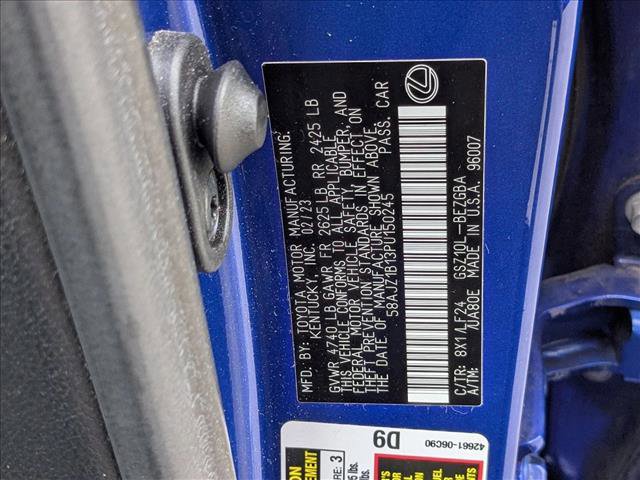 MFD. BY: TOYOTA MOTOR MANUFACTURING,
KENTUCKY, INC. 02/23
GVWR 4740 LB GAWR FR 2625 LB RR 2425 LB
THIS VEHICLE CONFORMS TO ALL APPLICABLE
FEDERAL MOTOR VEHICLE SAFETY, BUMPER, AND
THEFT PREVENTION STANDARDS IN EFFECT ON
THE DATE OF MANUFACTURE SHOWN ABOVE.
58AJZ1B13PU150245 PASS. CAR
C/TR: 8X1/LF24 GSZ10L-BEZGBA
A/TM: /UA80E MADE IN U.S.A. 96007
D9
42661-06C90